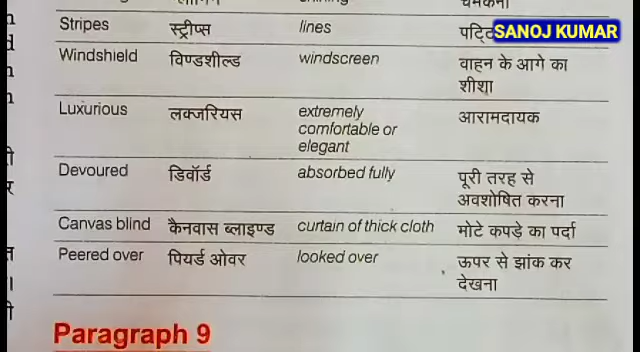 चमकना
Stripes स्ट्रीप्स lines
SANOJ KUMAR
Windshield विण्डशील्ड windscreen वाहन के आगे का
शीशा
Luxurious लक्जरियस extremely आरामदायक
comfortable or
elegant
Devoured डिवॉर्ड absorbed fully पूरी तरह से
अवशोषित करना
Canvas blind कैनवास ब्लाइण्ड curtain of thick cloth मोटे कपड़े का पर्दा
Peered over पियर्ड ओवर looked over ऊपर से झांक कर
देखना
Paragraph 9